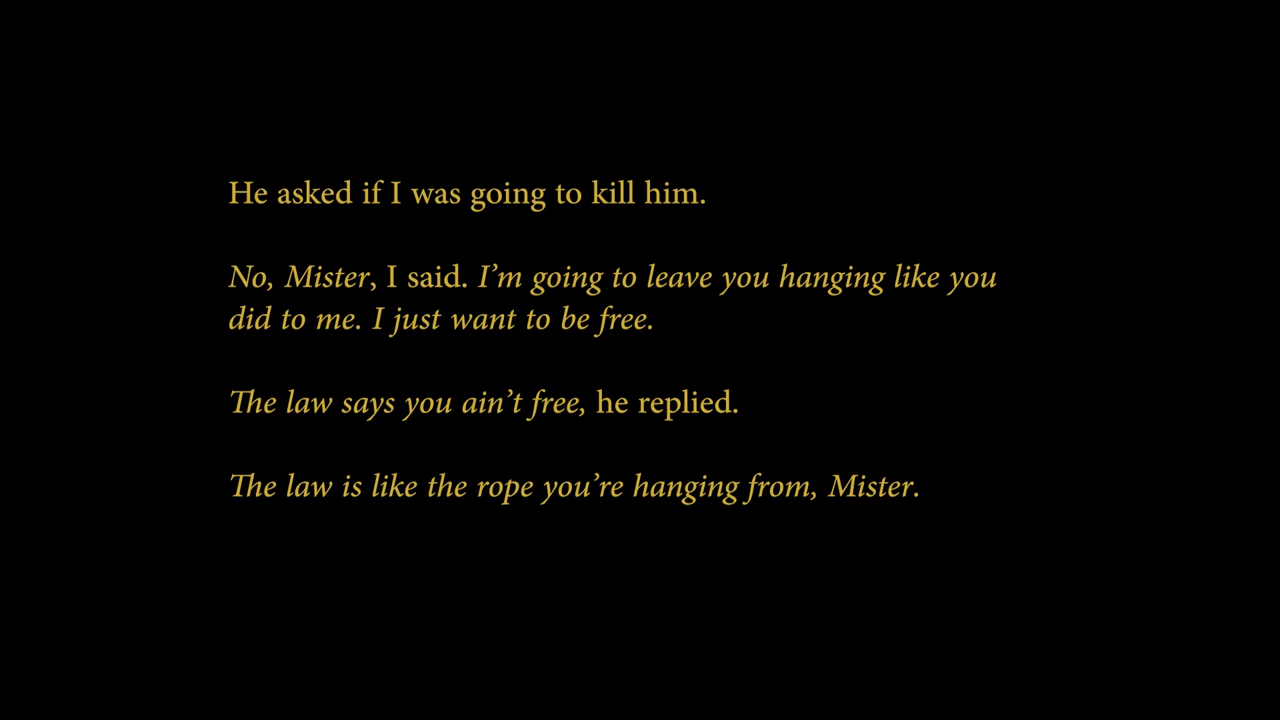 He asked if I was going to kill him.
No, Mister, I said. I’m going to leave you hanging like you
did to me. I just want to be free.
The law says you ain’t free, he replied.
The law is like the rope you’re hanging from, Mister.